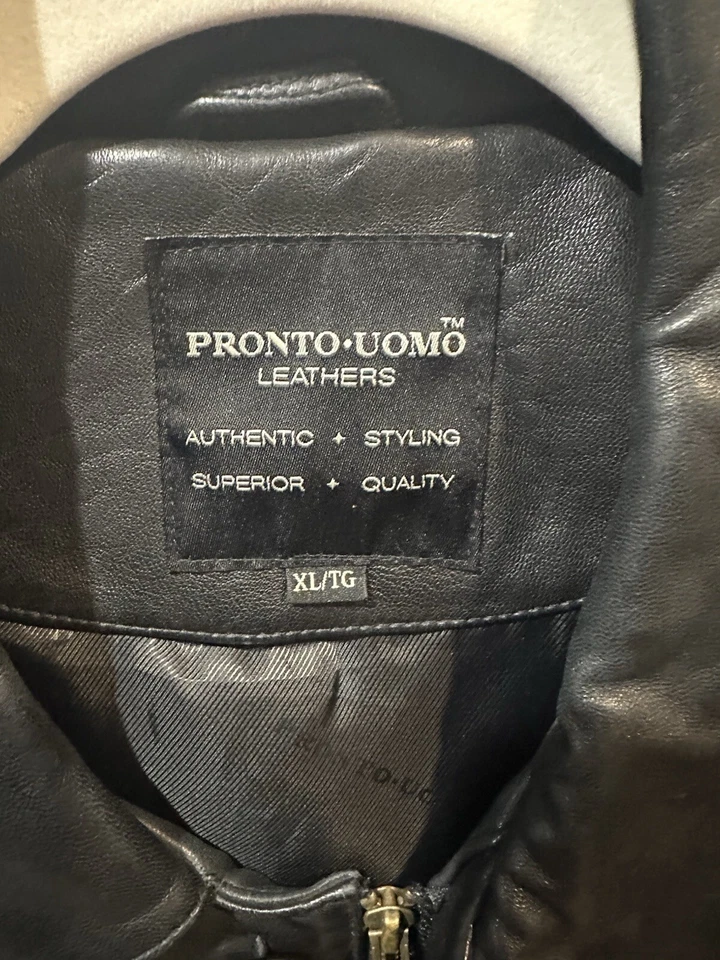 PRONTO·UOMO™
LEATHERS
AUTHENTIC ✦ STYLING
SUPERIOR ✦ QUALITY
XL/TG